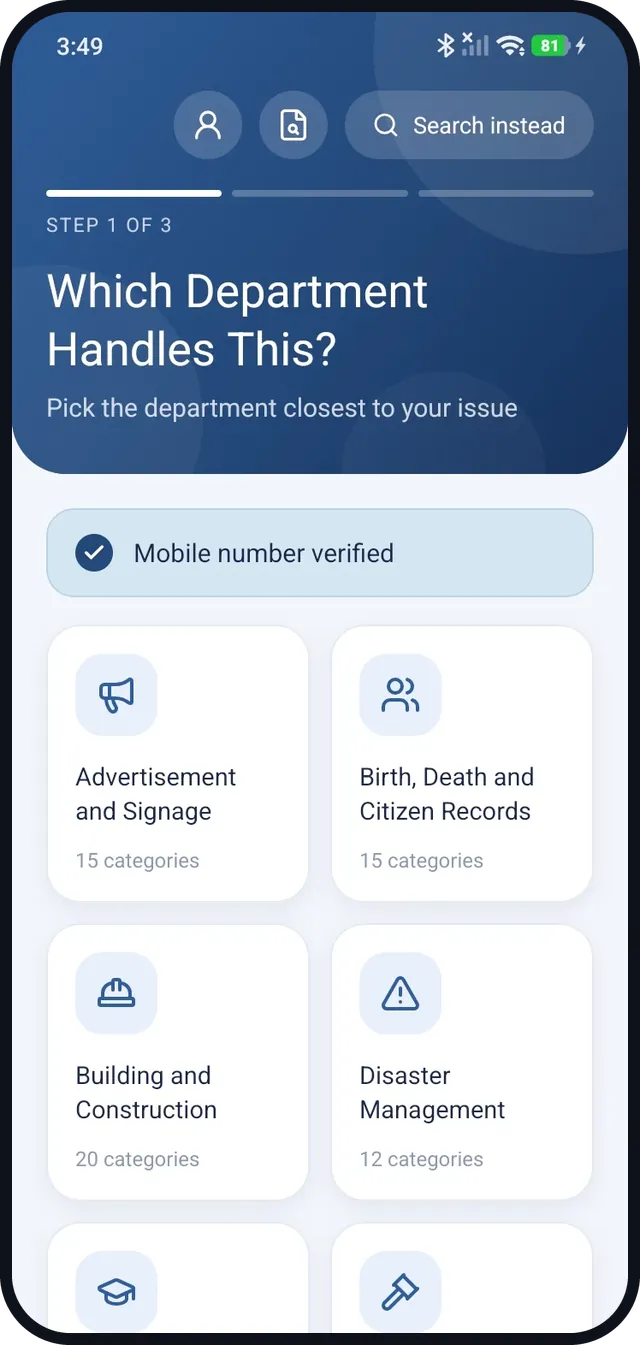 3:49
81
Search instead
STEP 1 OF 3
Which Department
Handles This?
Pick the department closest to your issue
Mobile number verified
Advertisement
and Signage
15 categories
Birth, Death and
Citizen Records
15 categories
Building and
Construction
20 categories
Disaster
Management
12 categories